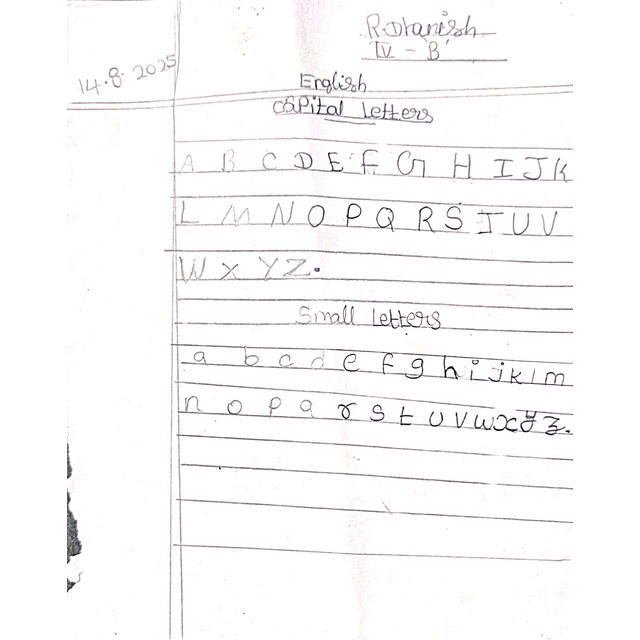 R.Dhanish
IV - B
14.8.2025
English
Capital Letters
A B C D E F G H I J K
L M N O P Q R S T U V
W X Y Z.
Small Letters
a b c d e f g h i j k l m
n o p q r s t u v w x y z.